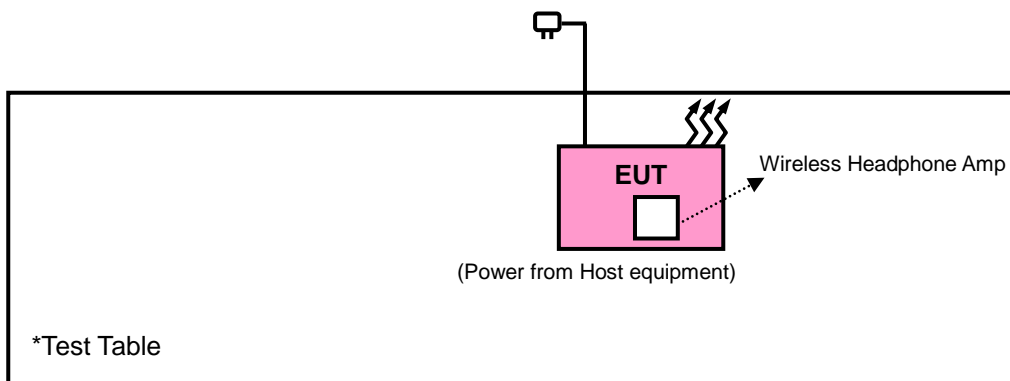 EUT
Wireless Headphone Amp
(Power from Host equipment)
*Test Table